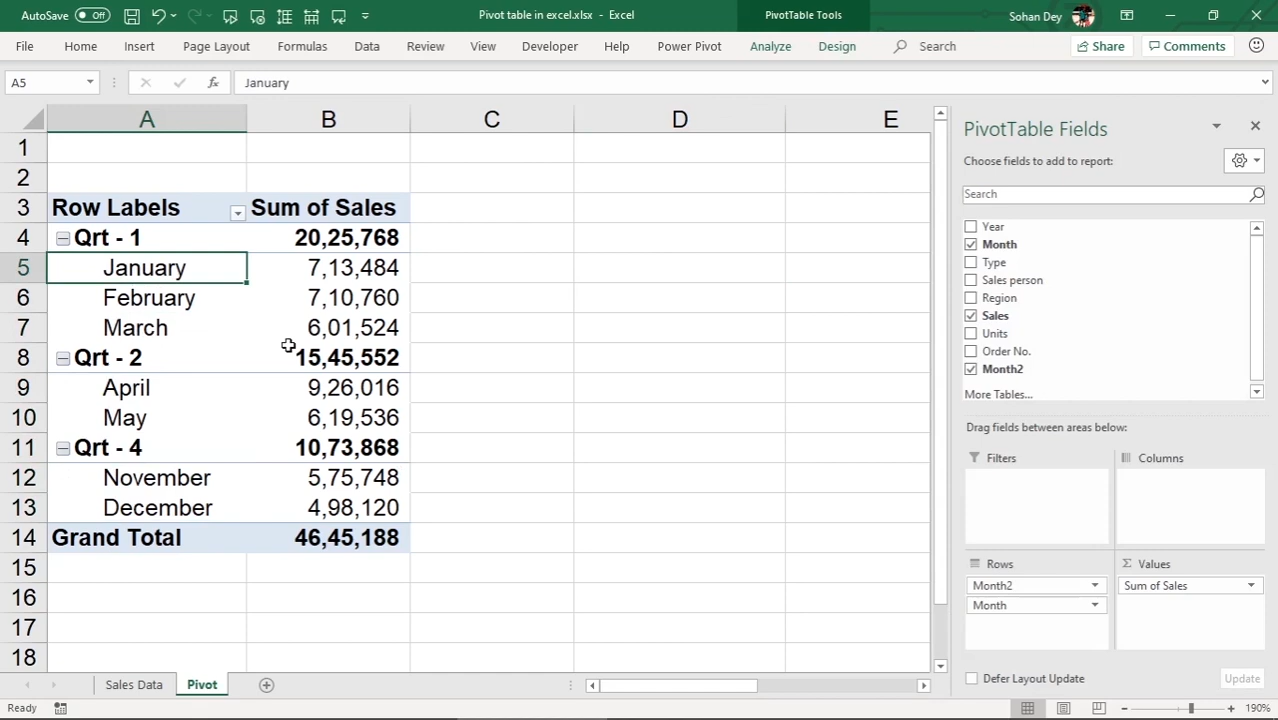 AutoSave Off Pivot table in excel.xlsx - Excel PivotTable Tools Sohan Dey
File Home Insert Page Layout Formulas Data Review View Developer Help Power Pivot Analyze Design Search Share Comments
A5 fx January
A B C D E
1
2
3 Row Labels Sum of Sales
4 Qrt - 1 20,25,768
5 January 7,13,484
6 February 7,10,760
7 March 6,01,524
8 Qrt - 2 15,45,552
9 April 9,26,016
10 May 6,19,536
11 Qrt - 4 10,73,868
12 November 5,75,748
13 December 4,98,120
14 Grand Total 46,45,188
15
16
17
18
PivotTable Fields
Choose fields to add to report:
Search
Year
Month
Type
Sales person
Region
Sales
Units
Order No.
Month2
More Tables...
Drag fields between areas below:
Filters Columns
Rows Σ Values
Month2 Sum of Sales
Month
Defer Layout Update Update
Sales Data Pivot
Ready 190%